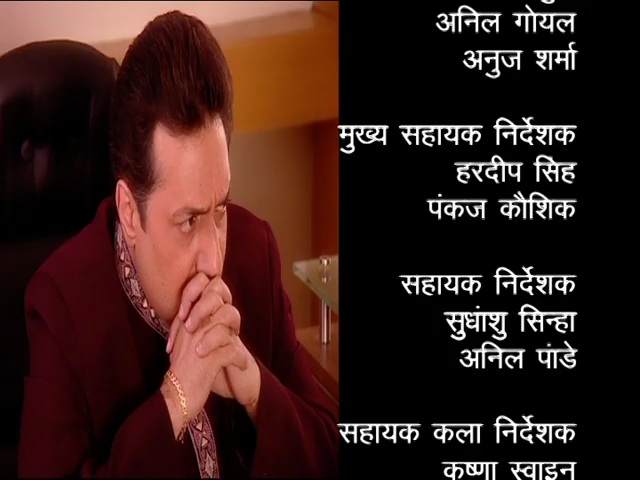 अनिल गोयल
अनुज शर्मा
मुख्य सहायक निर्देशक
हरदीप सिंह
पंकज कौशिक
सहायक निर्देशक
सुधांशु सिन्हा
अनिल पांडे
सहायक कला निर्देशक
कृष्णा स्वाइन